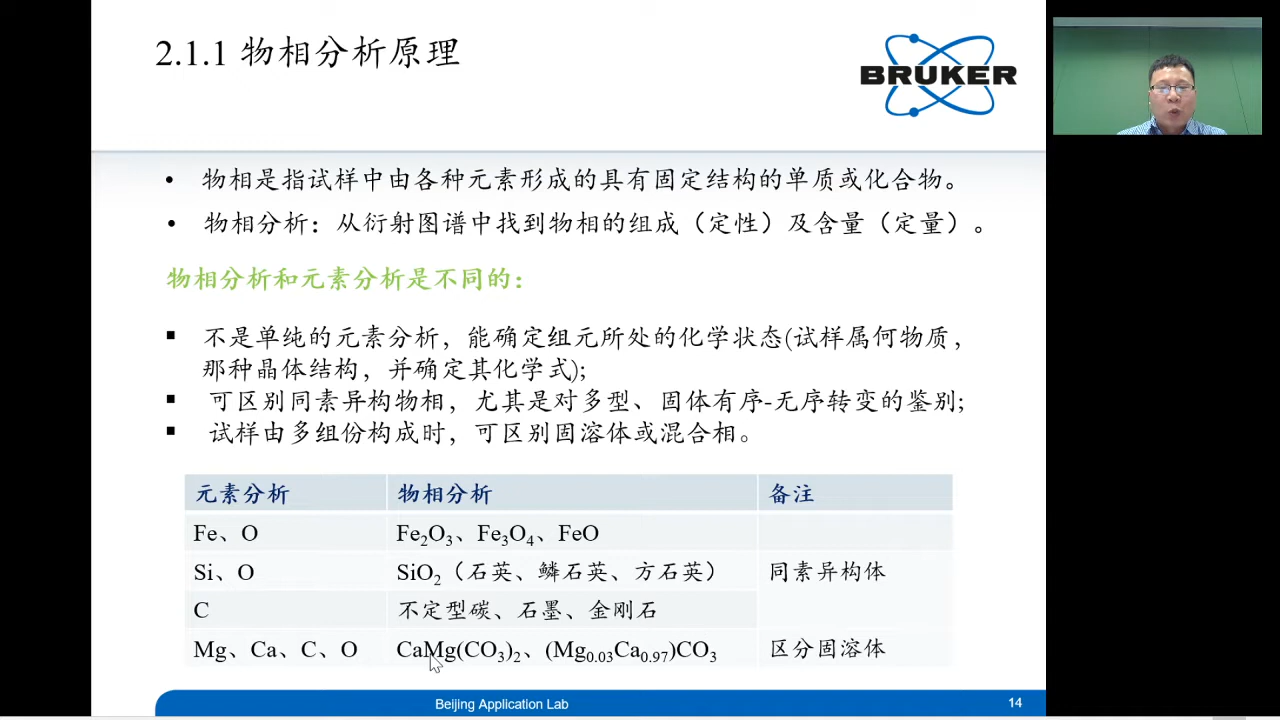 2.1.1 物相分析原理
BRUKER
• 物相是指试样中由各种元素形成的具有固定结构的单质或化合物。
• 物相分析：从衍射图谱中找到物相的组成（定性）及含量（定量）。
物相分析和元素分析是不同的：
▪ 不是单纯的元素分析，能确定组元所处的化学状态(试样属何物质，
那种晶体结构，并确定其化学式);
▪ 可区别同素异构物相，尤其是对多型、固体有序-无序转变的鉴别;
▪ 试样由多组份构成时，可区别固溶体或混合相。
元素分析 物相分析 备注
Fe、O Fe₂O₃、Fe₃O₄、FeO
Si、O SiO₂（石英、鳞石英、方石英） 同素异构体
C 不定型碳、石墨、金刚石
Mg、Ca、C、O CaMg(CO₃)₂、(Mg₀.₀₃Ca₀.₉₇)CO₃ 区分固溶体
Beijing Application Lab 14